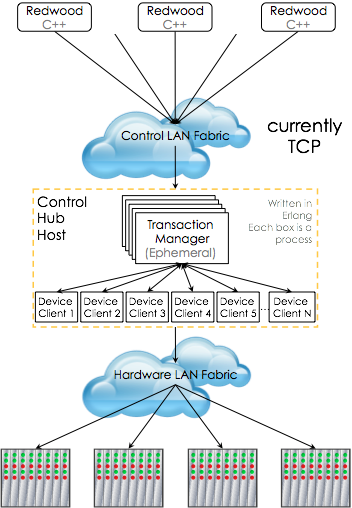 Redwood
C++
Redwood
C++
Redwood
C++
Control LAN Fabric
currently
TCP
Control
Hub
Host
Written in
Erlang
Each box is a
process
Transaction
Manager
(Ephemeral)
Device
Client 1
Device
Client 2
Device
Client 3
Device
Client 4
Device
Client 5
...
Device
Client N
Hardware LAN Fabric